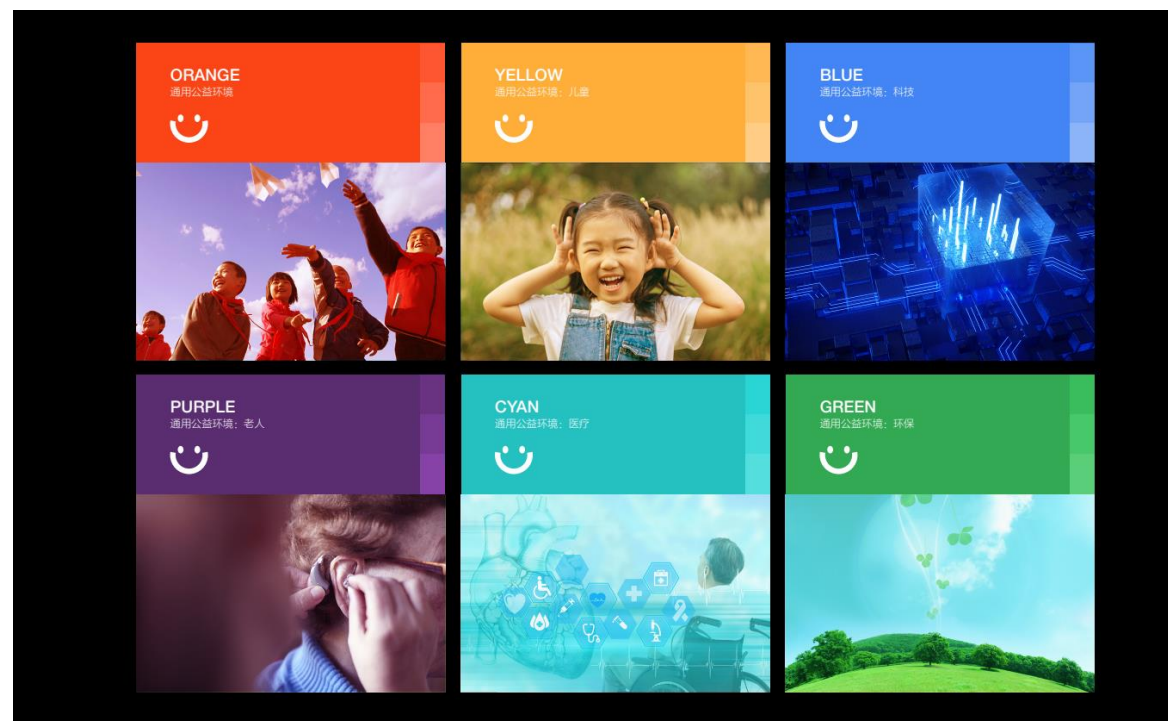 ORANGE
通用公益环境
YELLOW
通用公益环境：儿童
BLUE
通用公益环境：科技
PURPLE
通用公益环境：老人
CYAN
通用公益环境：医疗
GREEN
通用公益环境：环保